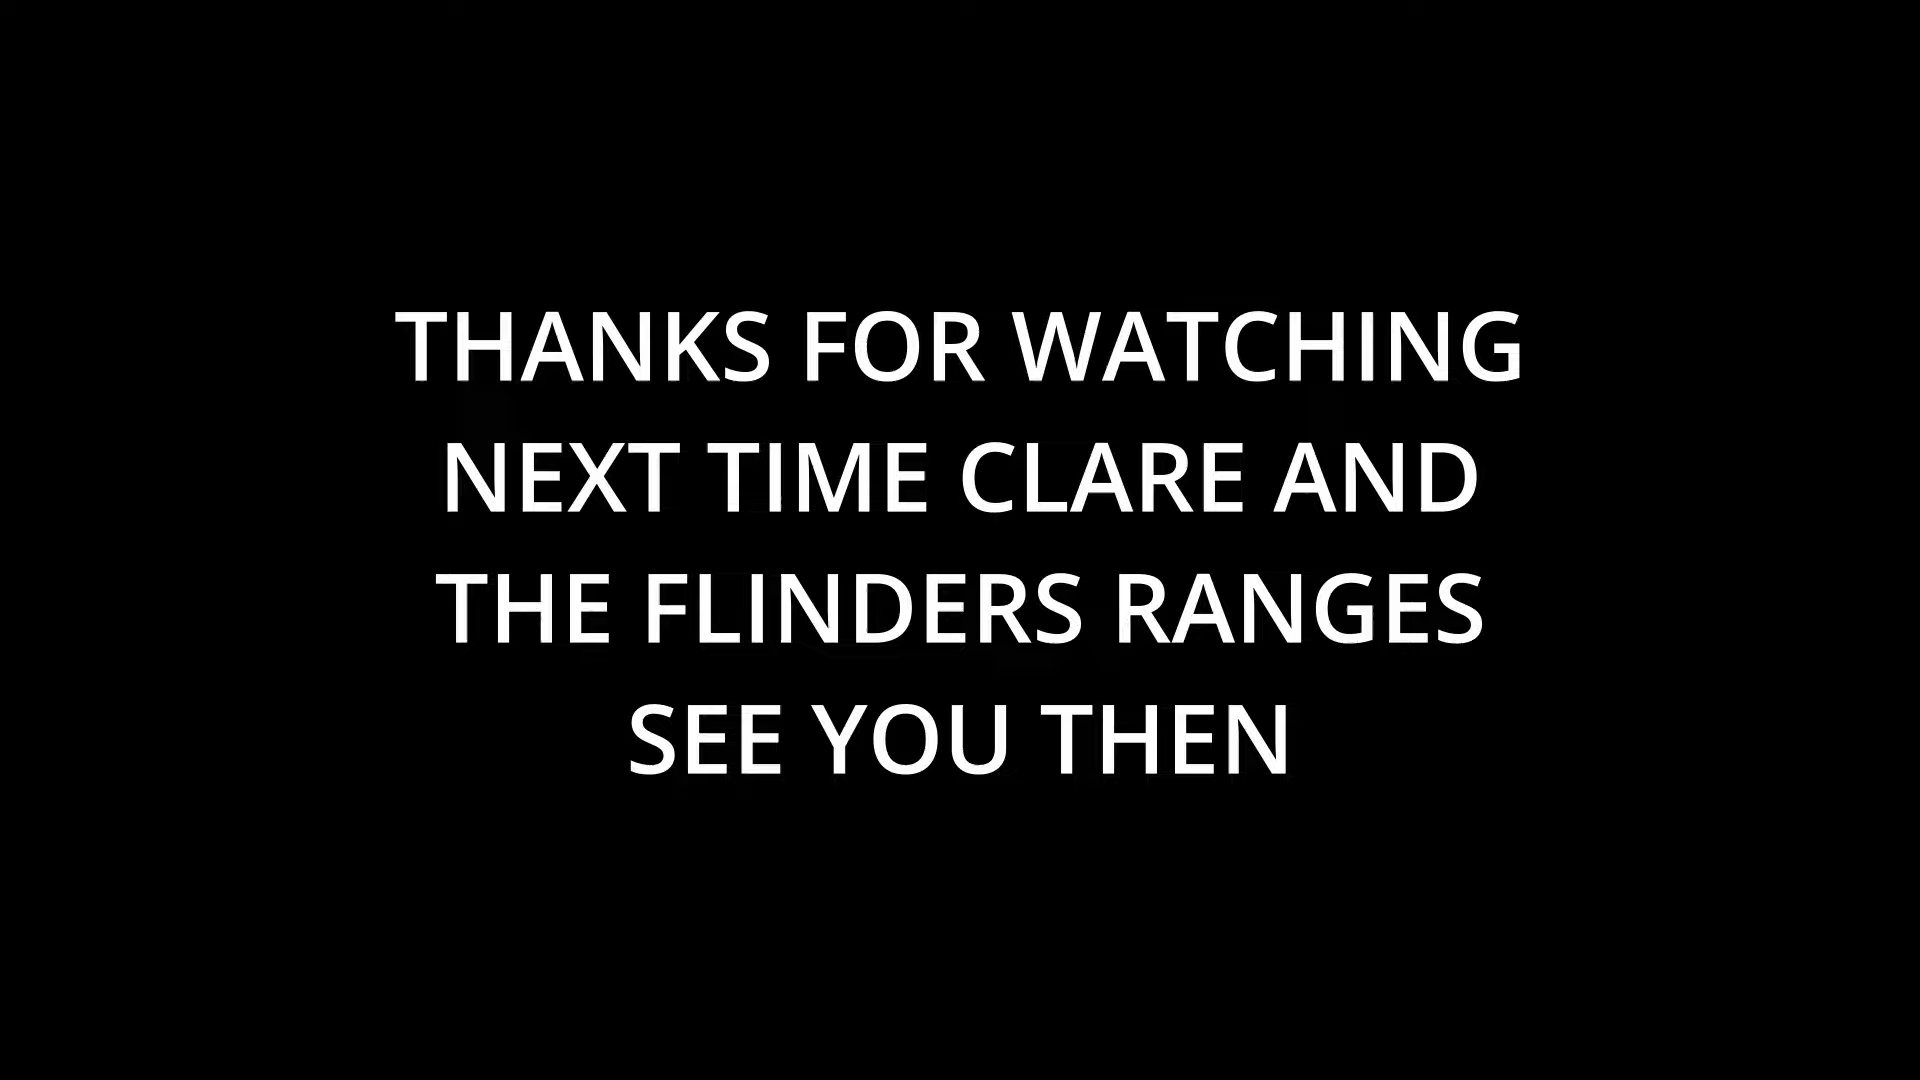 THANKS FOR WATCHING
NEXT TIME CLARE AND
THE FLINDERS RANGES
SEE YOU THEN